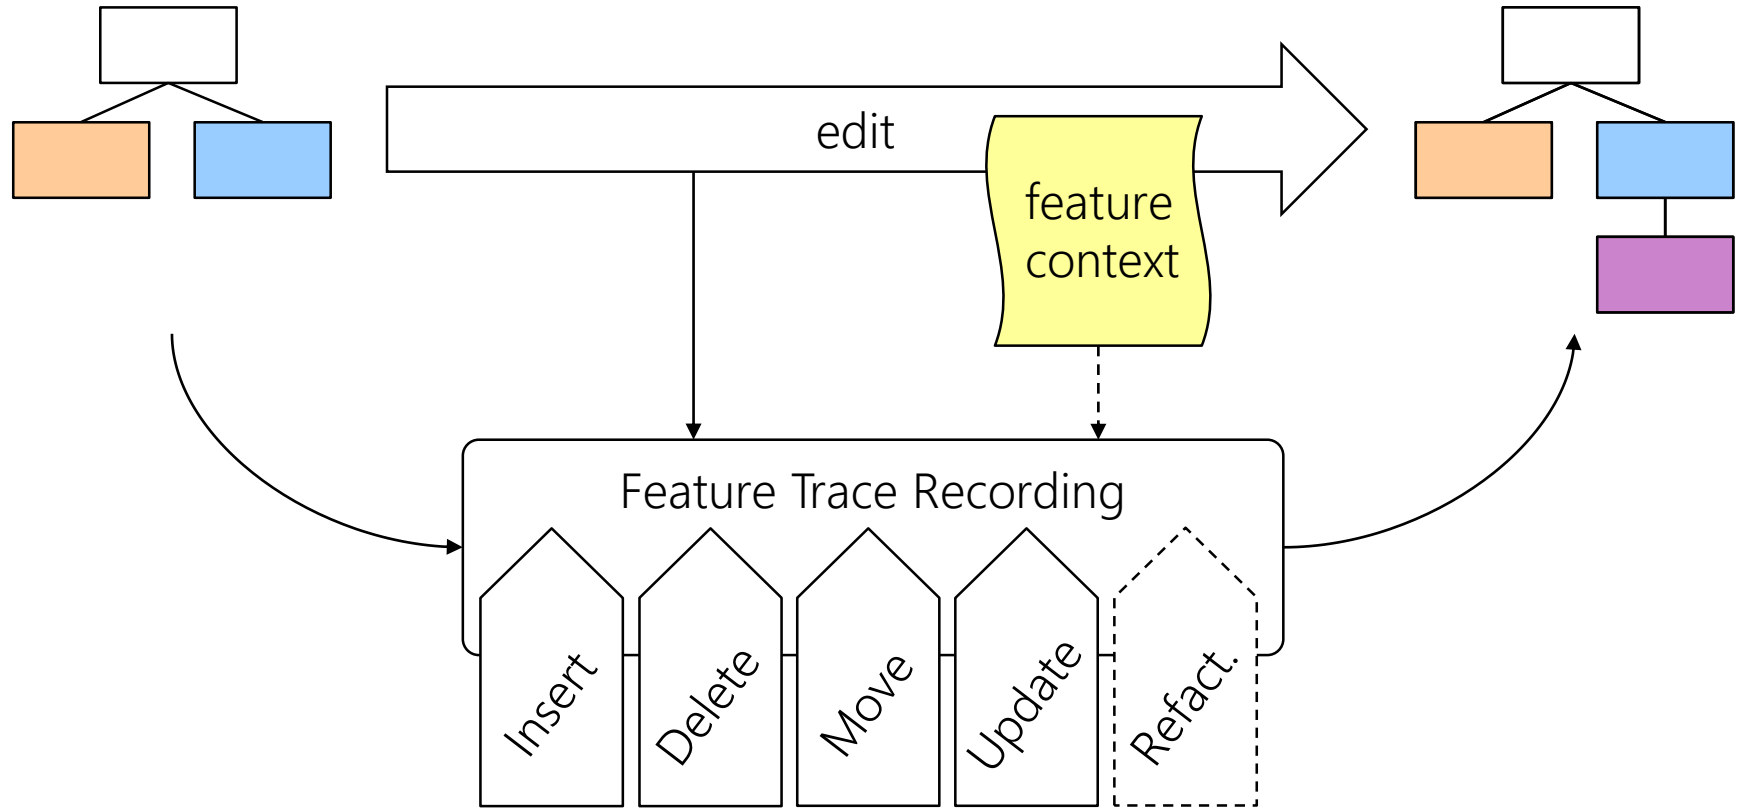 edit
feature
context
Feature Trace Recording
Insert
Delete
Move
Update
Refact.